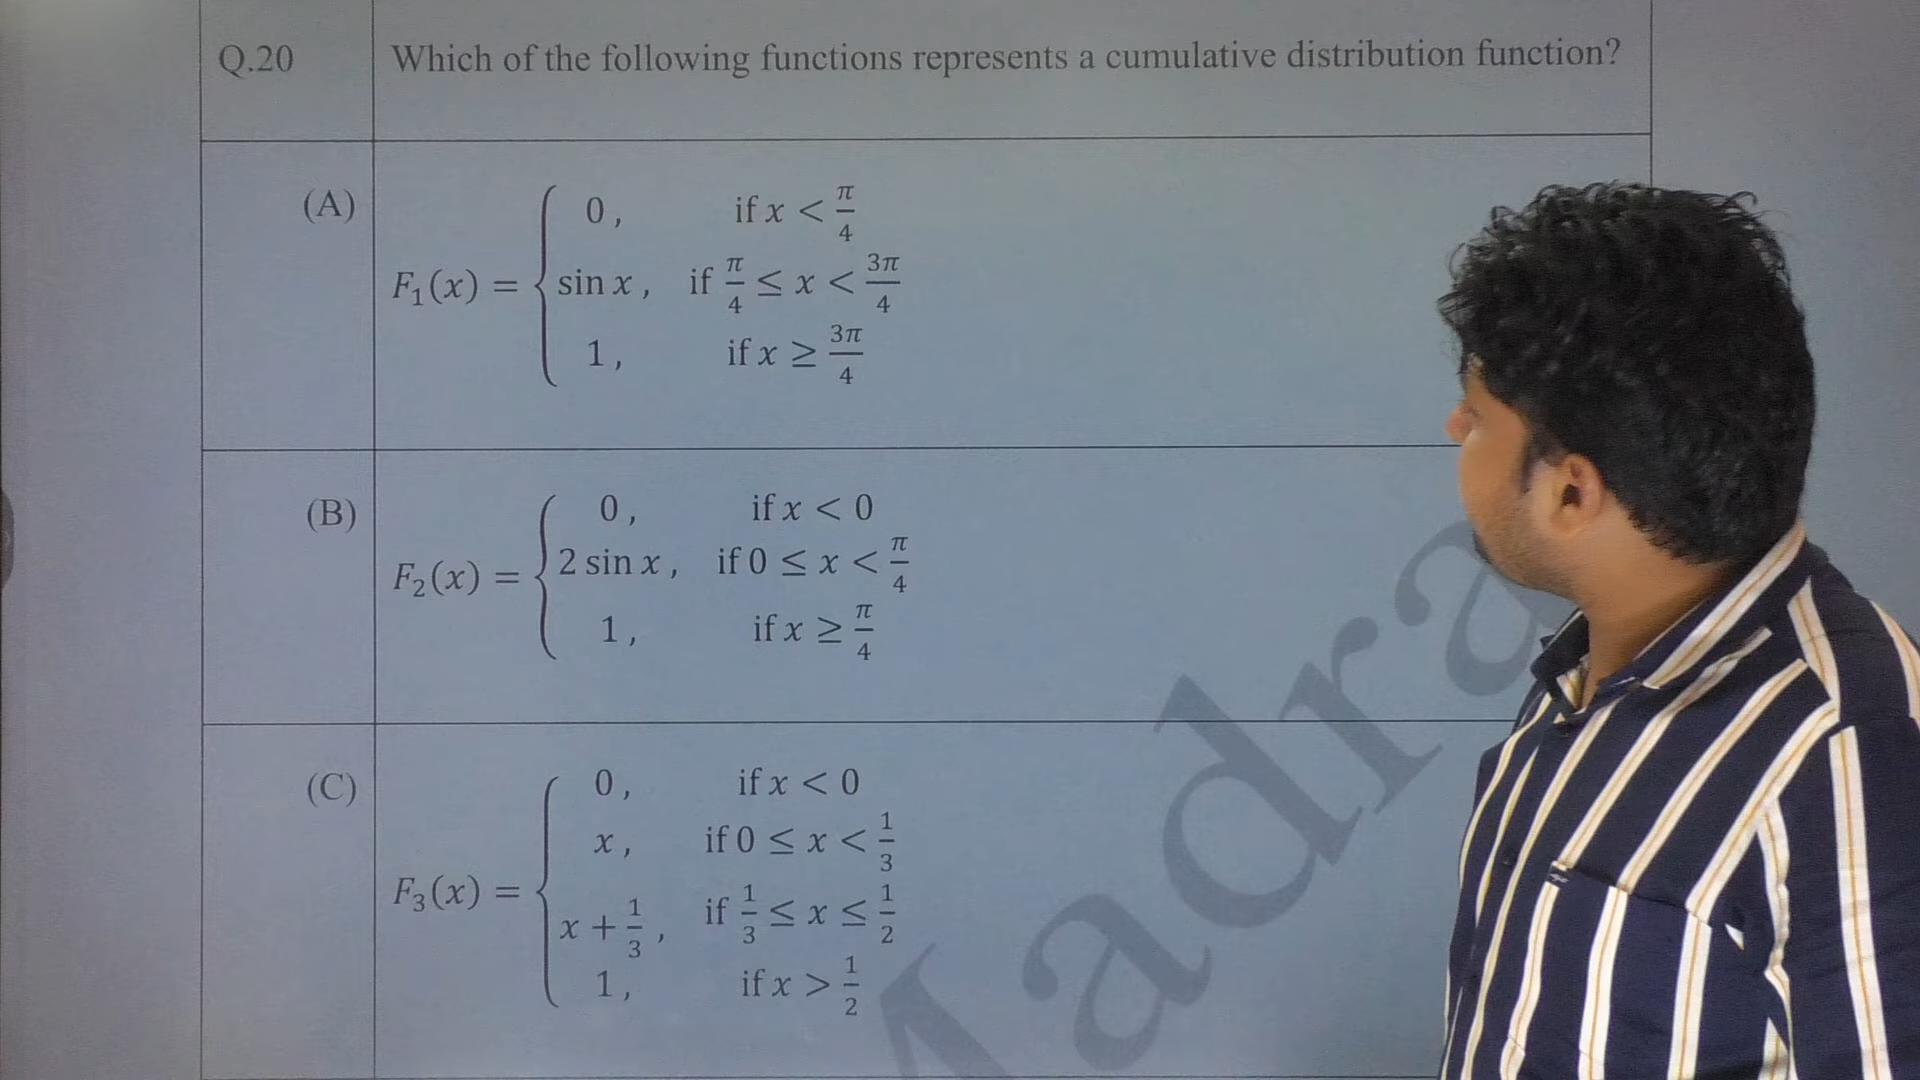 Q.20 Which of the following functions represents a cumulative distribution function?
(A) F₁(x) = { 0, if x < π/4
sin x, if π/4 ≤ x < 3π/4
1, if x ≥ 3π/4
(B) F₂(x) = { 0, if x < 0
2 sin x, if 0 ≤ x < π/4
1, if x ≥ π/4
(C) F₃(x) = { 0, if x < 0
x, if 0 ≤ x < 1/3
x + 1/3, if 1/3 ≤ x ≤ 1/2
1, if x > 1/2
Madra